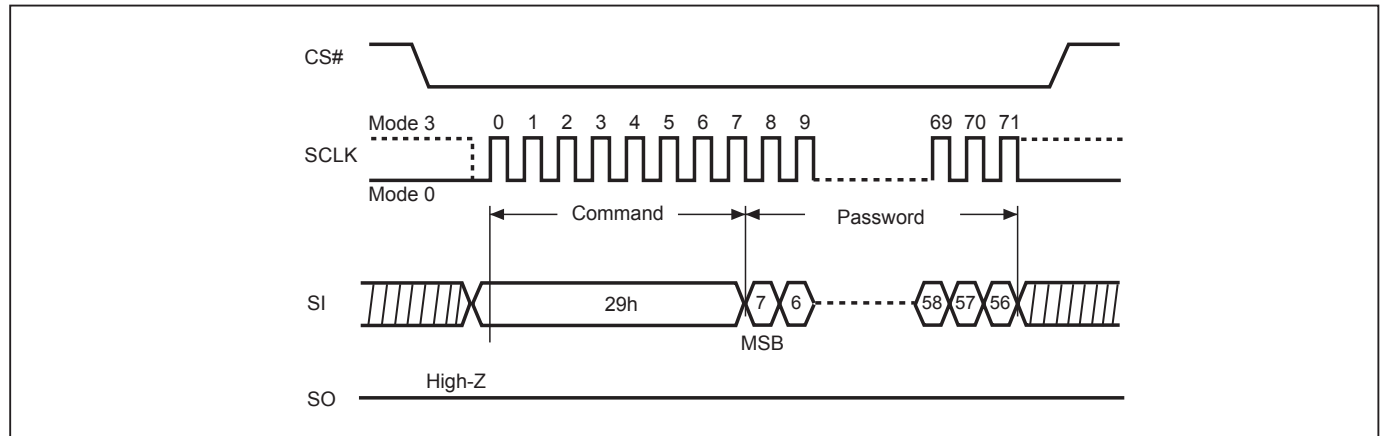 CS#
Mode 3 0 1 2 3 4 5 6 7 8 9 69 70 71
SCLK
Mode 0
Command Password
SI 29h 7 6 58 57 56
MSB
High-Z
SO